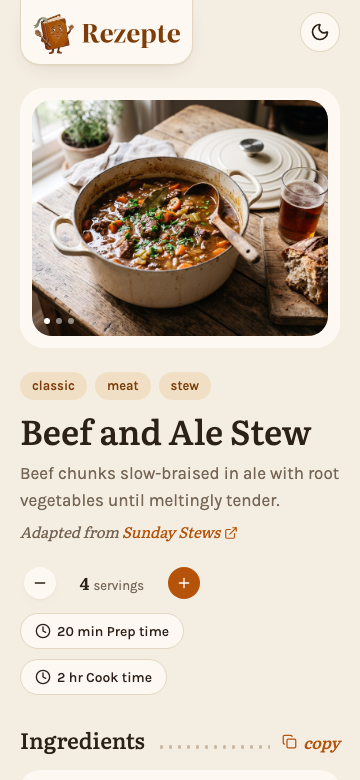 Rezepte
classic meat stew
Beef and Ale Stew
Beef chunks slow-braised in ale with root
vegetables until meltingly tender.
Adapted from Sunday Stews
4 servings
20 min Prep time
2 hr Cook time
Ingredients copy